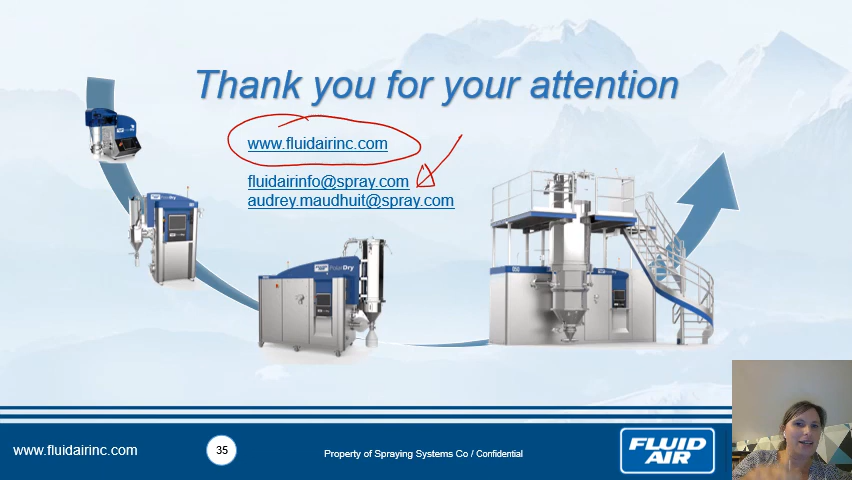 Thank you for your attention
www.fluidairinc.com
fluidairinfo@spray.com
audrey.maudhuit@spray.com
PolarDry
www.fluidairinc.com
35
Property of Spraying Systems Co / Confidential
FLUID
AIR